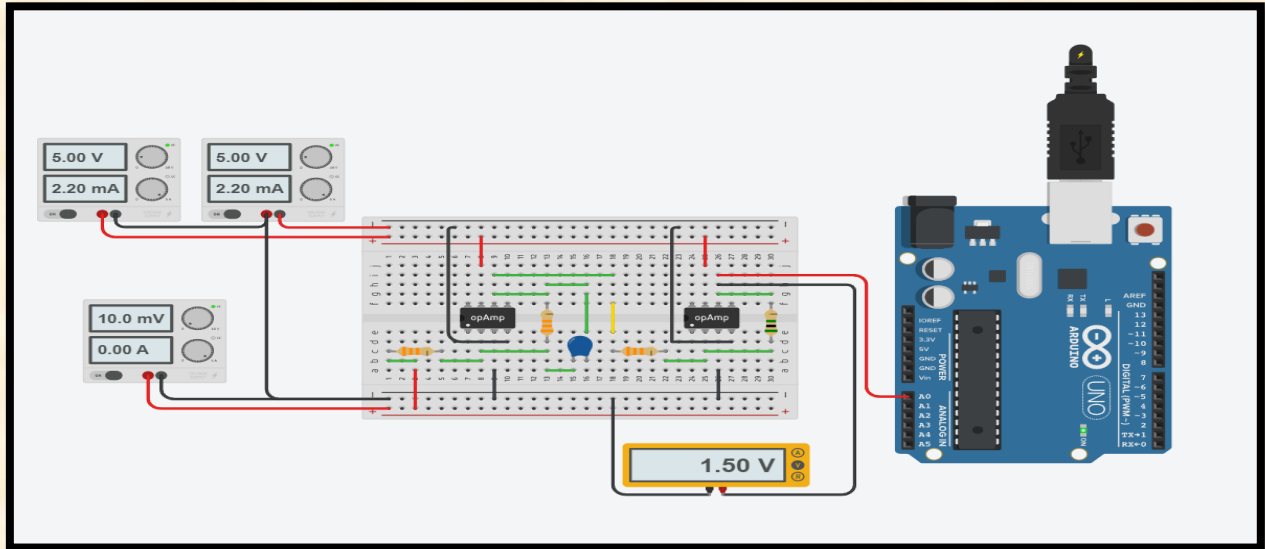 5.00 V
2.20 mA
5.00 V
2.20 mA
10.0 mV
0.00 A
opAmp
opAmp
1.50 V
A
V
R
j
i
h
g
f
e
d
c
b
a
IOREF
RESET
3.3V
5V
GND
GND
Vin
POWER
A0
A1
A2
A3
A4
A5
ANALOG IN
AREF
GND
13
12
~11
~10
~9
8
7
~6
~5
4
~3
2
TX→1
RX←0
DIGITAL (PWM~)
RX
TX
L
ARDUINO
UNO
ON